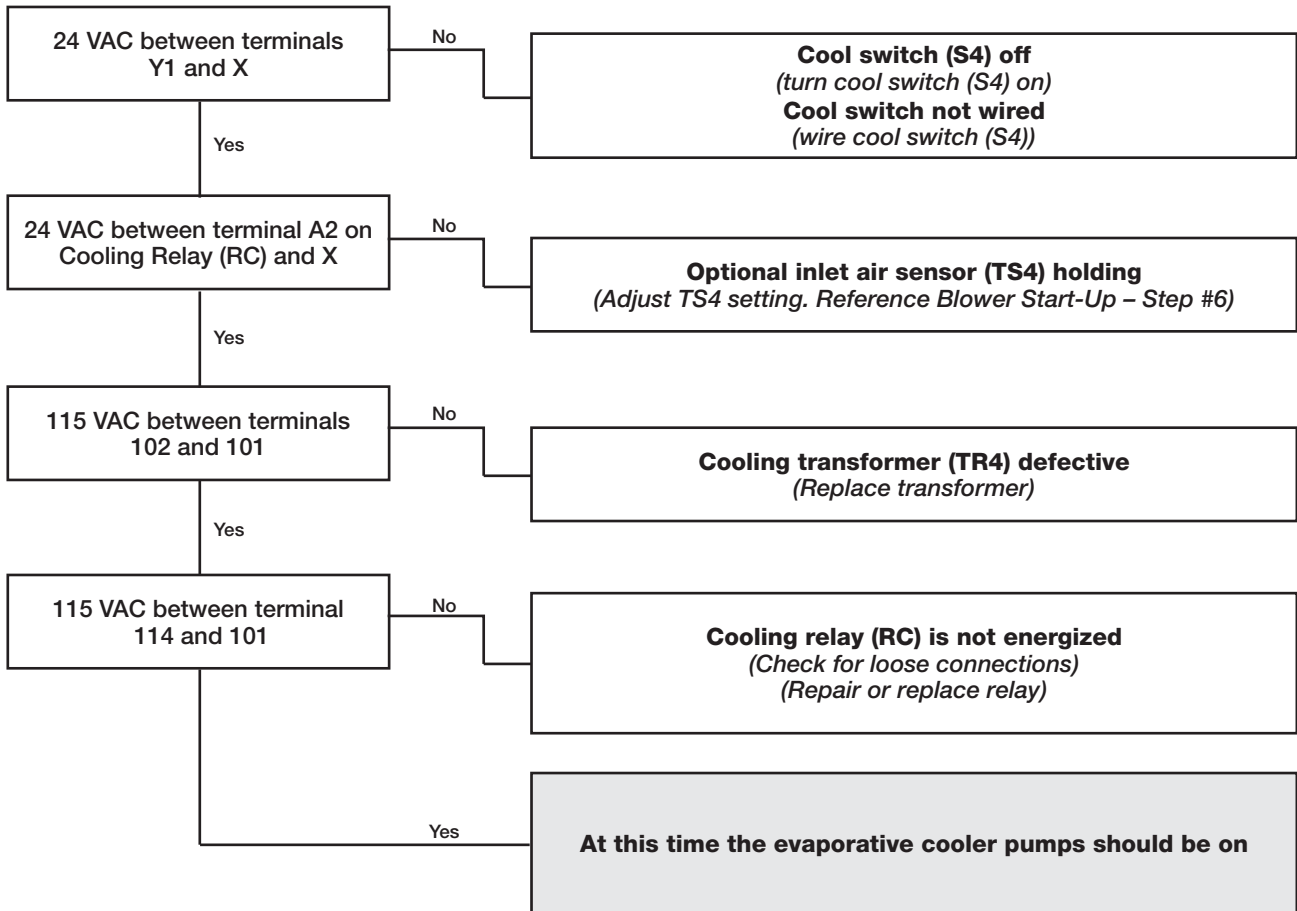 24 VAC between terminals
Y1 and X
No
Cool switch (S4) off
(turn cool switch (S4) on)
Cool switch not wired
(wire cool switch (S4))
Yes
24 VAC between terminal A2 on
Cooling Relay (RC) and X
No
Optional inlet air sensor (TS4) holding
(Adjust TS4 setting. Reference Blower Start-Up – Step #6)
Yes
115 VAC between terminals
102 and 101
No
Cooling transformer (TR4) defective
(Replace transformer)
Yes
115 VAC between terminal
114 and 101
No
Cooling relay (RC) is not energized
(Check for loose connections)
(Repair or replace relay)
Yes
At this time the evaporative cooler pumps should be on